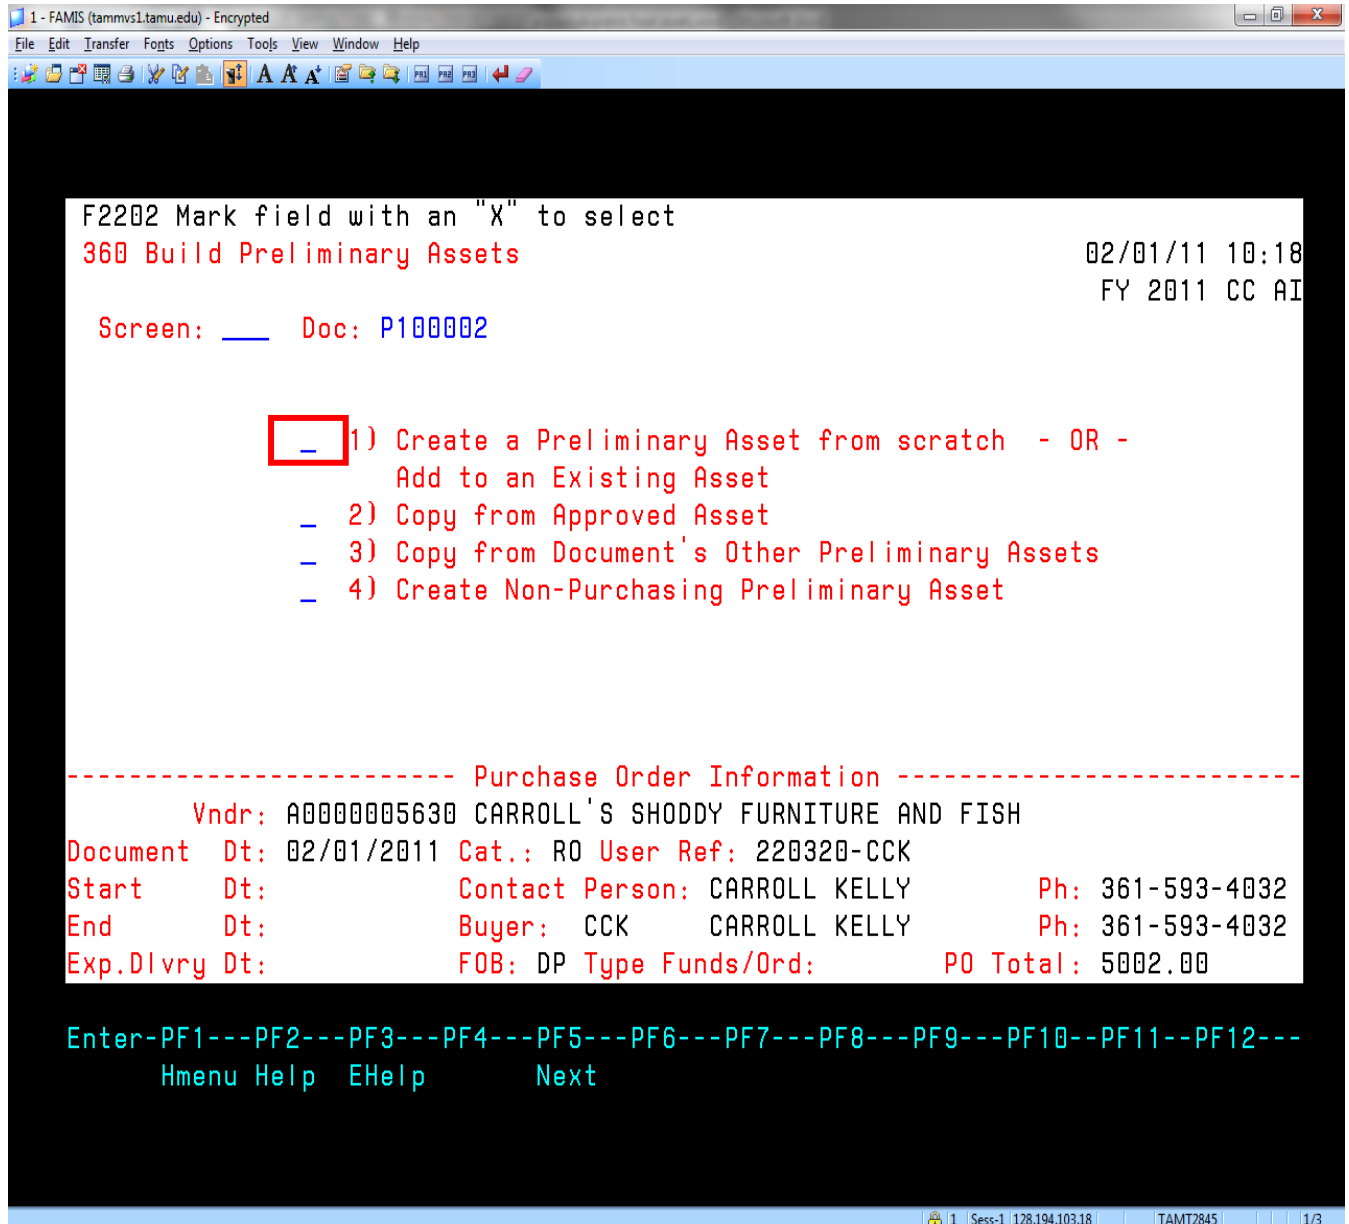 1 - FAMIS (tammvs1.tamu.edu) - Encrypted
File Edit Transfer Fonts Options Tools View Window Help
PR1 PR2 PR3
F2202 Mark field with an "X" to select
360 Build Preliminary Assets 02/01/11 10:18
FY 2011 CC AI
Screen: ___ Doc: P100002
_ 1) Create a Preliminary Asset from scratch - OR -
Add to an Existing Asset
_ 2) Copy from Approved Asset
_ 3) Copy from Document's Other Preliminary Assets
_ 4) Create Non-Purchasing Preliminary Asset
------------------------- Purchase Order Information --------------------------
Vndr: A0000005630 CARROLL'S SHODDY FURNITURE AND FISH
Document Dt: 02/01/2011 Cat.: RO User Ref: 220320-CCK
Start Dt: Contact Person: CARROLL KELLY Ph: 361-593-4032
End Dt: Buyer: CCK CARROLL KELLY Ph: 361-593-4032
Exp.Dlvry Dt: FOB: DP Type Funds/Ord: PO Total: 5002.00
Enter-PF1---PF2---PF3---PF4---PF5---PF6---PF7---PF8---PF9---PF10--PF11--PF12---
Hmenu Help EHelp Next
1 Sess-1 128.194.103.18 TAMT2845 1/3